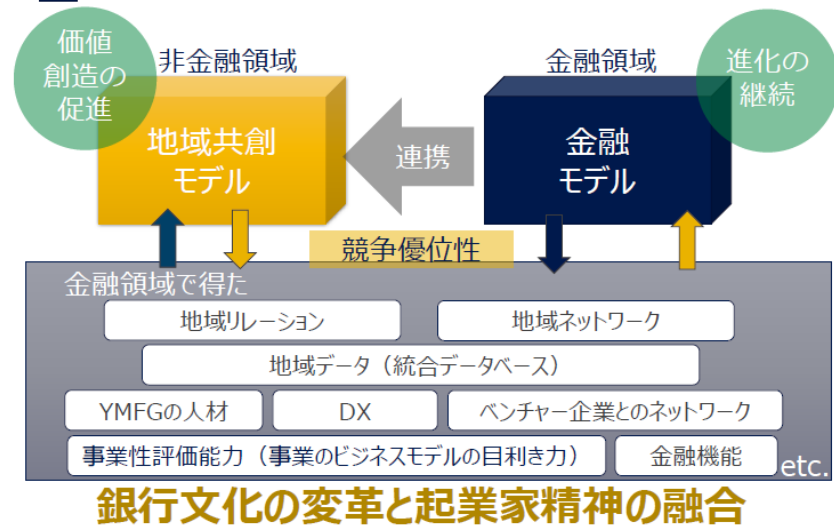 価値
創造の
促進
非金融領域
金融領域
進化の
継続
地域共創
モデル
連携
金融
モデル
競争優位性
金融領域で得た
地域リレーション
地域ネットワーク
地域データ（統合データベース）
YMFGの人材
DX
ベンチャー企業とのネットワーク
事業性評価能力（事業のビジネスモデルの目利き力）
金融機能
etc.
銀行文化の変革と起業家精神の融合